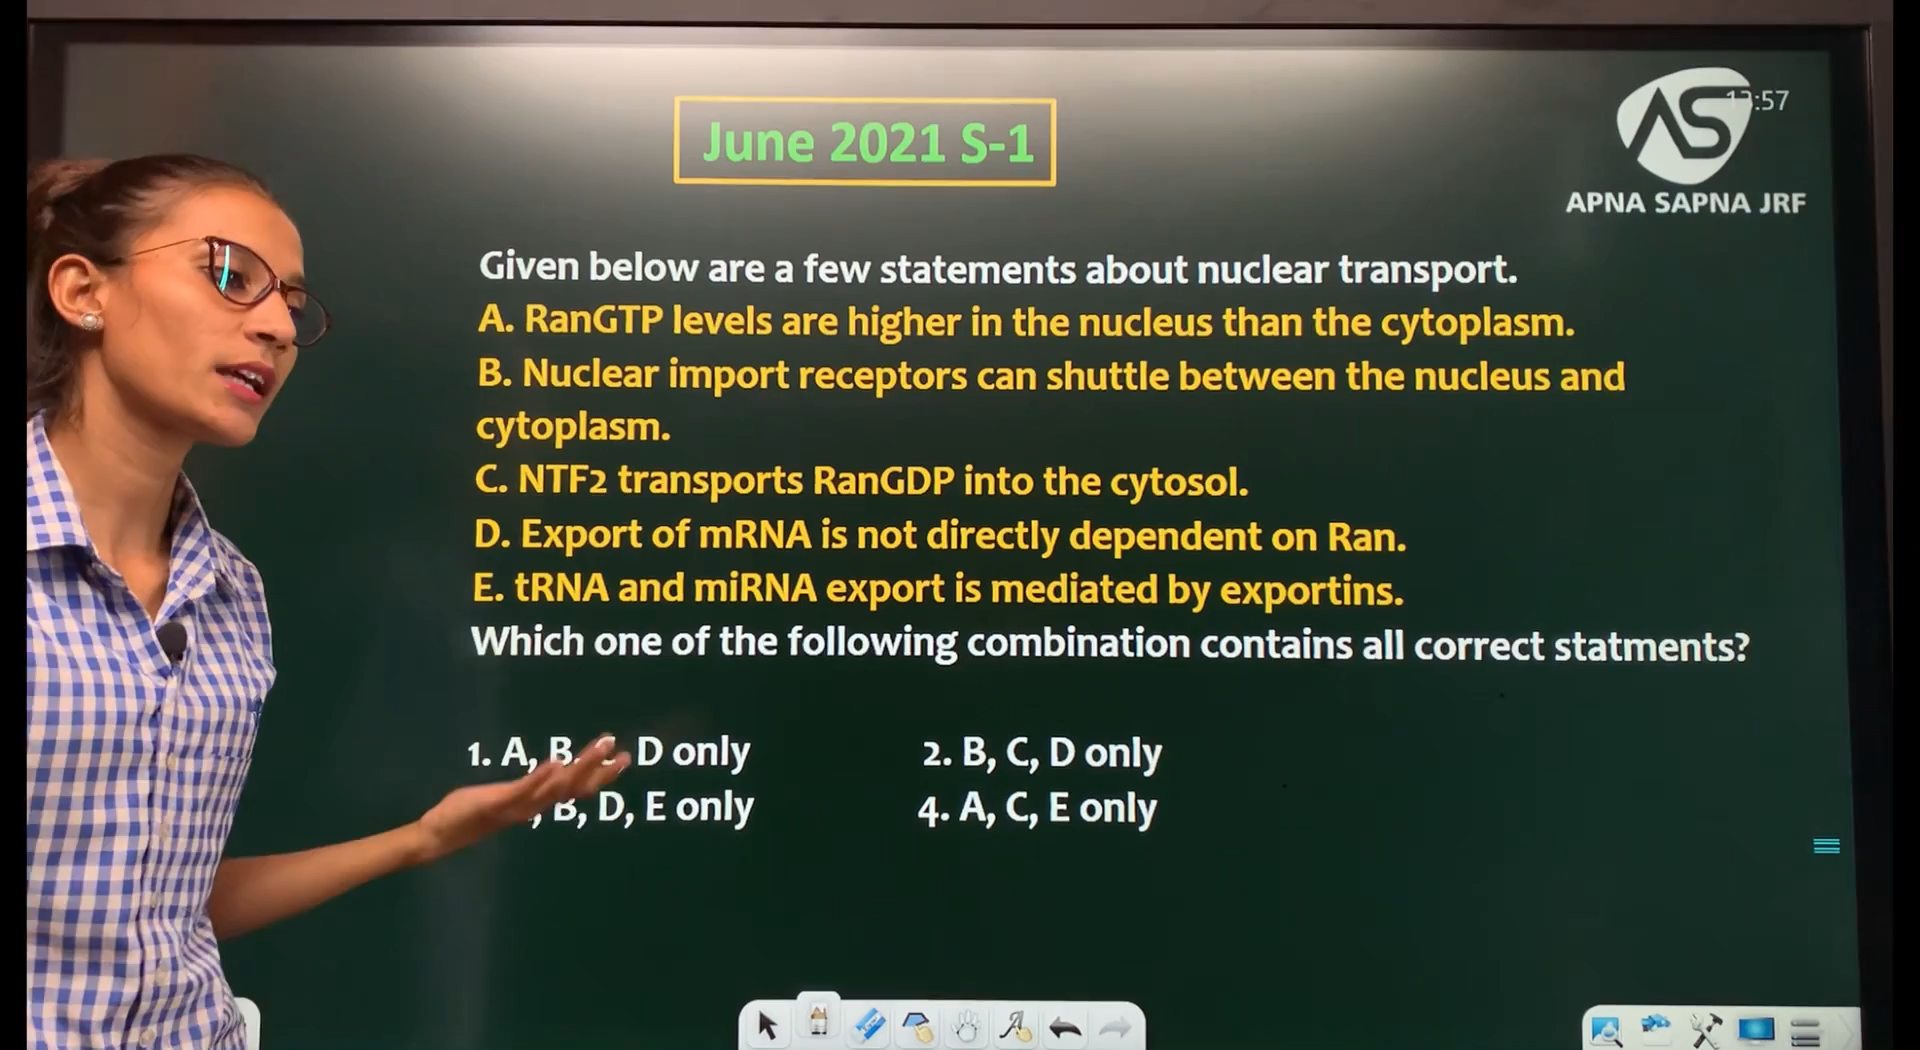 June 2021 S-1
:57
AS
APNA SAPNA JRF
Given below are a few statements about nuclear transport.
A. RanGTP levels are higher in the nucleus than the cytoplasm.
B. Nuclear import receptors can shuttle between the nucleus and
cytoplasm.
C. NTF2 transports RanGDP into the cytosol.
D. Export of mRNA is not directly dependent on Ran.
E. tRNA and miRNA export is mediated by exportins.
Which one of the following combination contains all correct statments?
1. A, B, C, D only
2. B, C, D only
, B, D, E only
4. A, C, E only